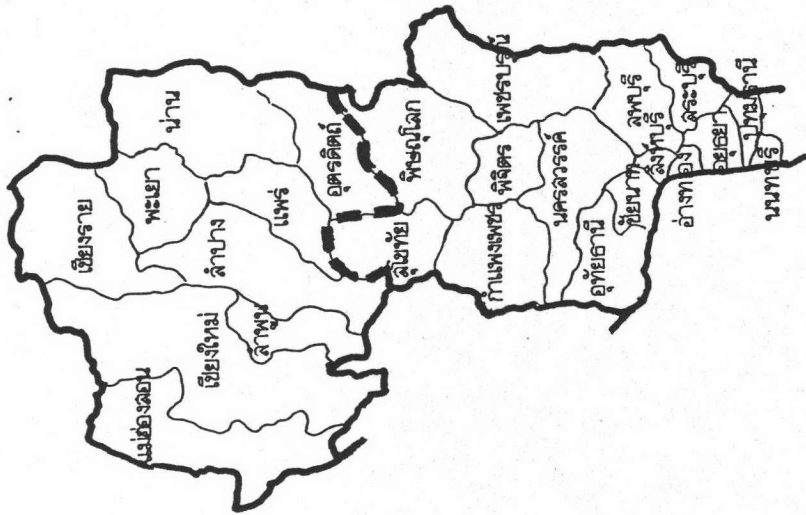 เชียงราย
พะเยา
น่าน
แม่ฮ่องสอน
เชียงใหม่
ลำปาง
ลำพูน
แพร่
อุตรดิตถ์
สุโขทัย
พิษณุโลก
เพชรบูรณ์
กำแพงเพชร
พิจิตร
นครสวรรค์
อุทัยธานี
ชัยนาท
สิงห์บุรี
ลพบุรี
อ่างทอง
สระบุรี
อยุธยา
ปทุมธานี
นนทบุรี